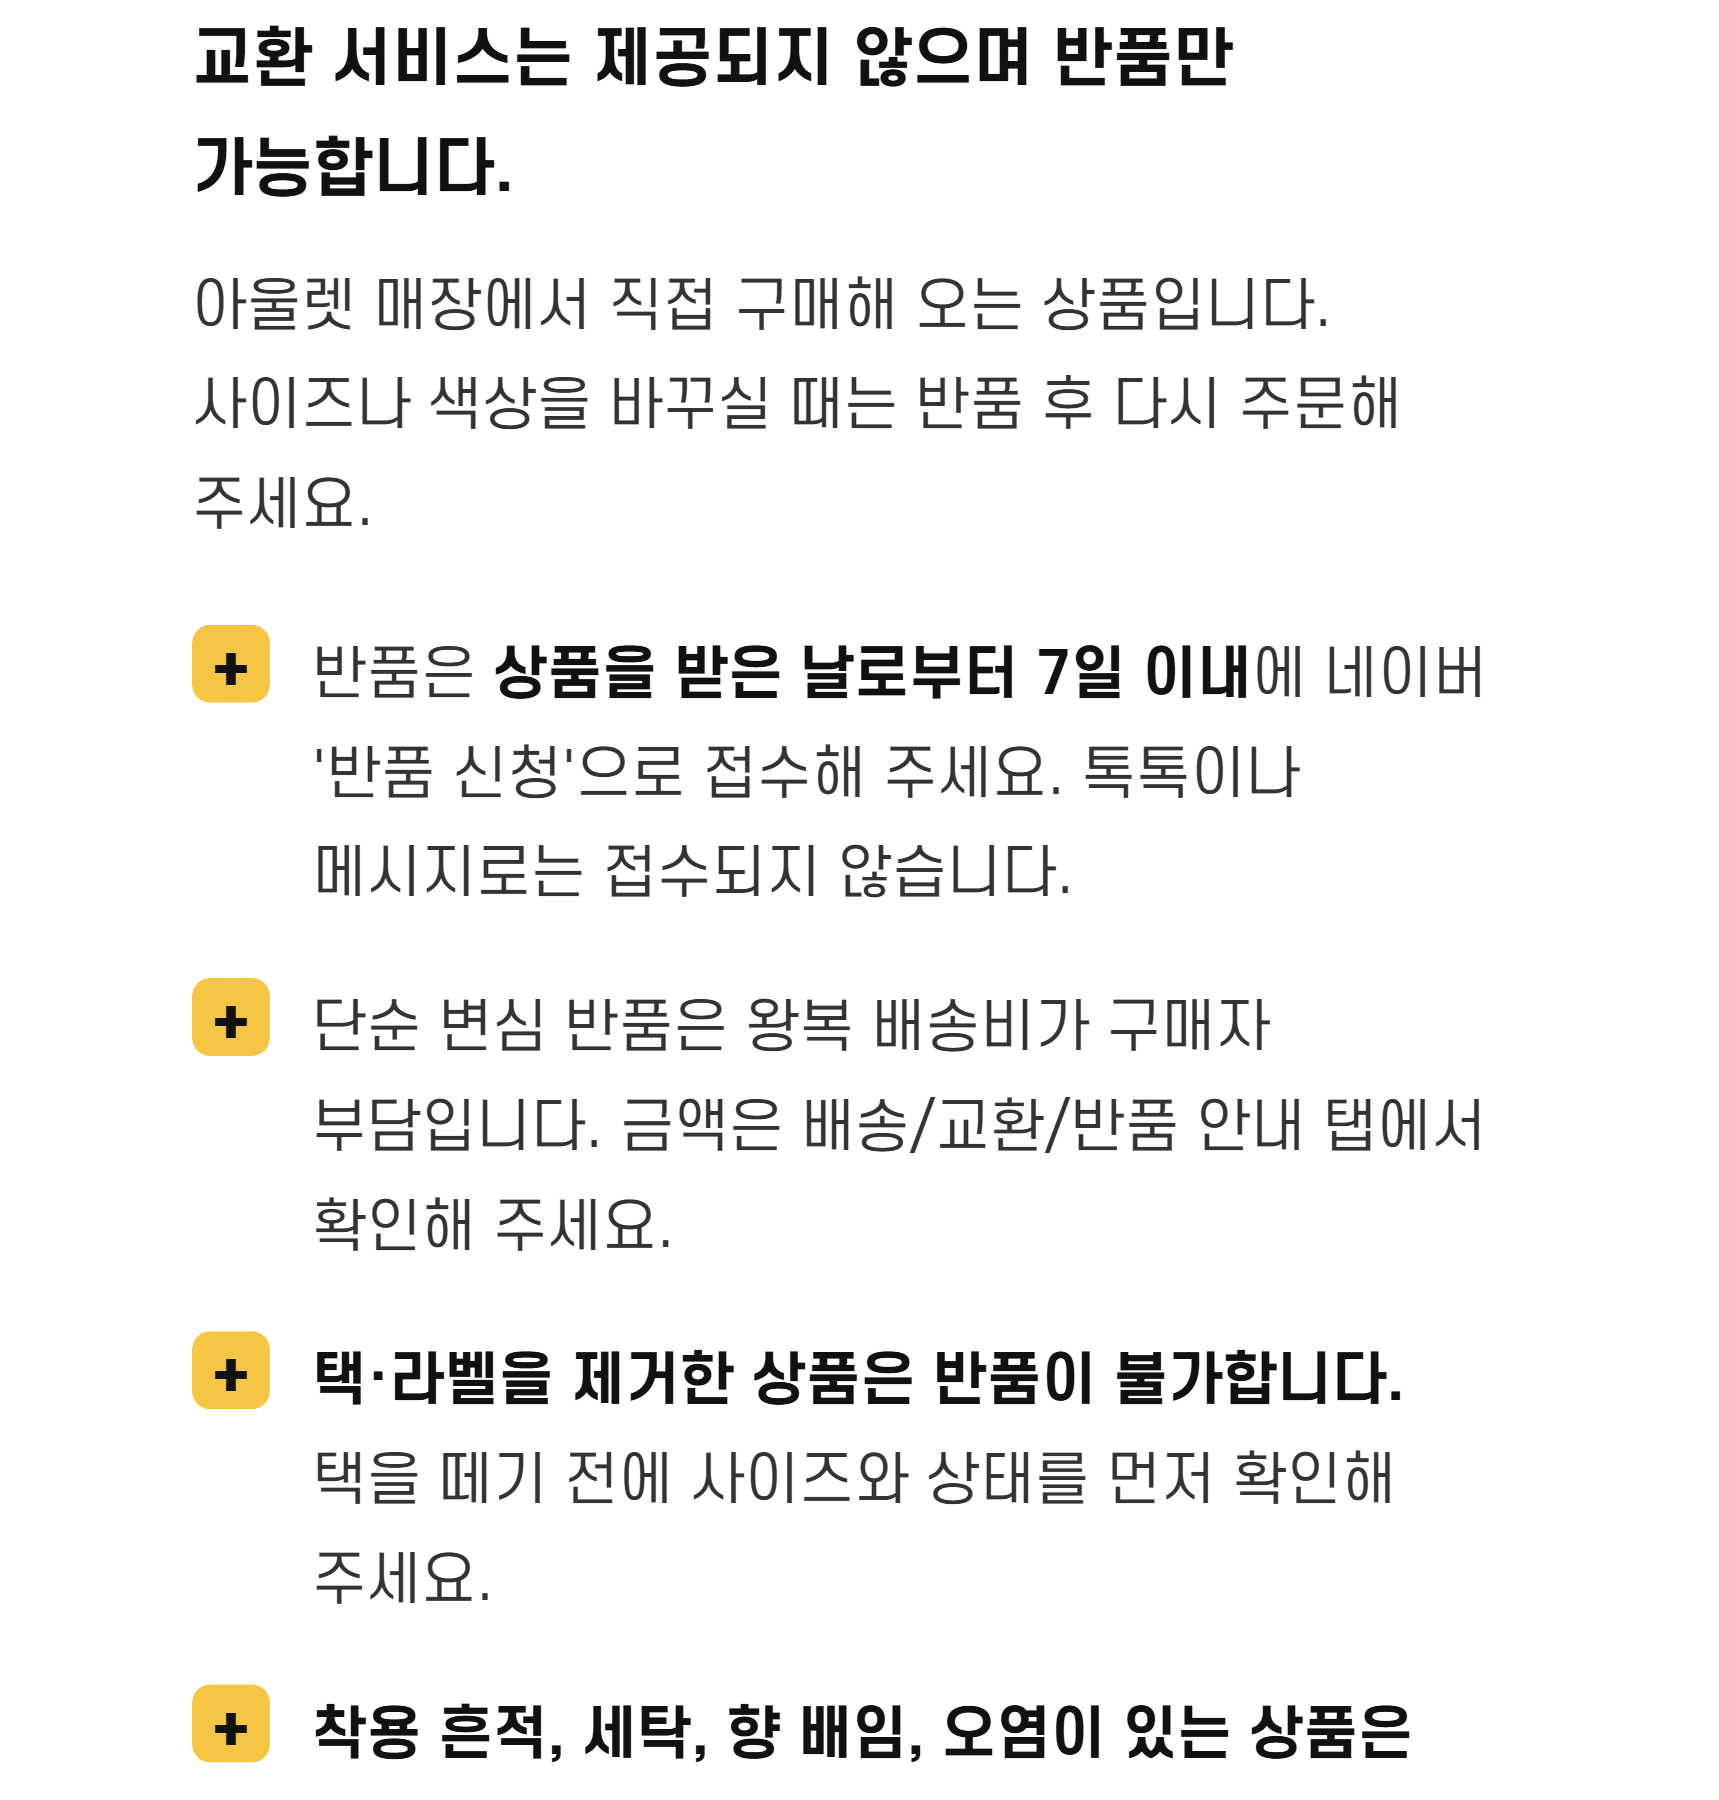 교환 서비스는 제공되지 않으며 반품만
가능합니다.
아울렛 매장에서 직접 구매해 오는 상품입니다.
사이즈나 색상을 바꾸실 때는 반품 후 다시 주문해
주세요.
반품은 상품을 받은 날로부터 7일 이내에 네이버
'반품 신청'으로 접수해 주세요. 톡톡이나
메시지로는 접수되지 않습니다.
단순 변심 반품은 왕복 배송비가 구매자
부담입니다. 금액은 배송/교환/반품 안내 탭에서
확인해 주세요.
택·라벨을 제거한 상품은 반품이 불가합니다.
택을 떼기 전에 사이즈와 상태를 먼저 확인해
주세요.
착용 흔적, 세탁, 향 배임, 오염이 있는 상품은